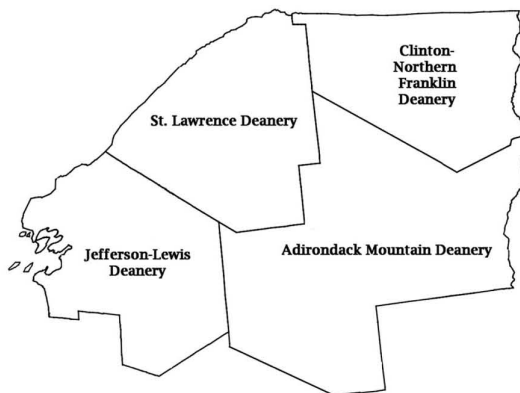 Clinton-
Northern
Franklin
Deanery
St. Lawrence Deanery
Jefferson-Lewis
Deanery
Adirondack Mountain Deanery